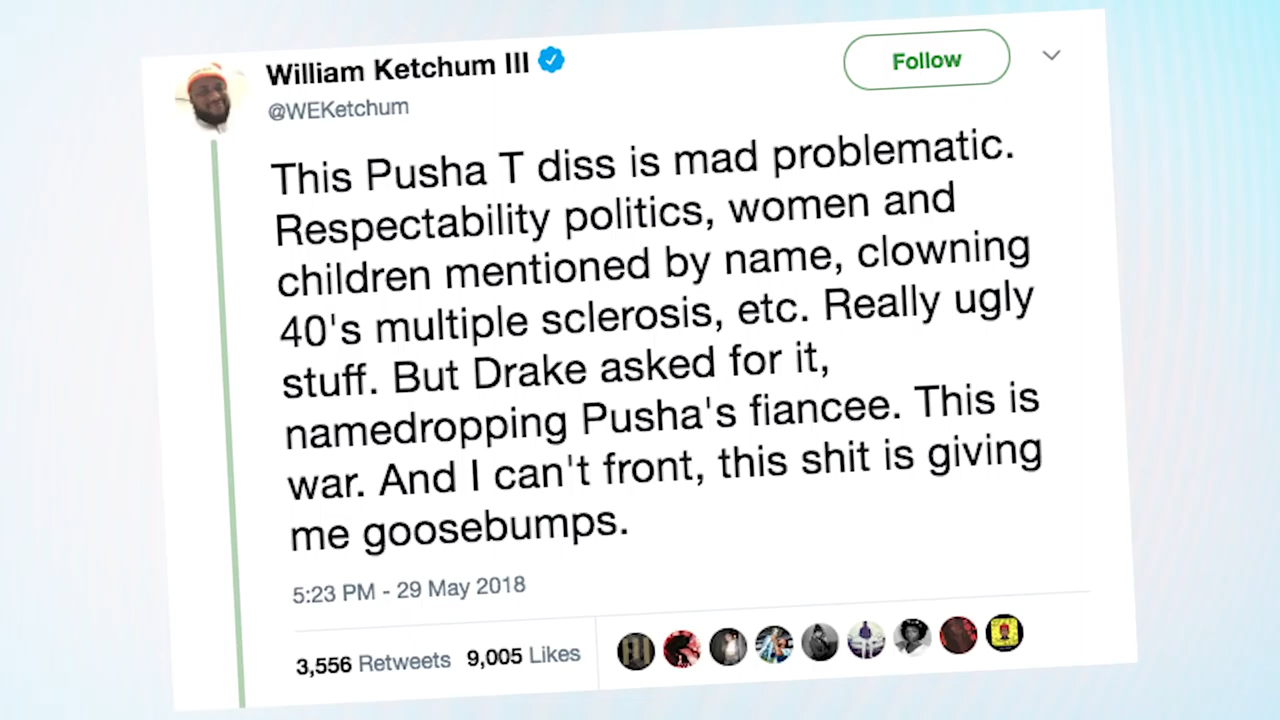 William Ketchum III
Follow
@WEKetchum
This Pusha T diss is mad problematic.
Respectability politics, women and
children mentioned by name, clowning
40's multiple sclerosis, etc. Really ugly
stuff. But Drake asked for it,
namedropping Pusha's fiancee. This is
war. And I can't front, this shit is giving
me goosebumps.
5:23 PM - 29 May 2018
3,556 Retweets 9,005 Likes